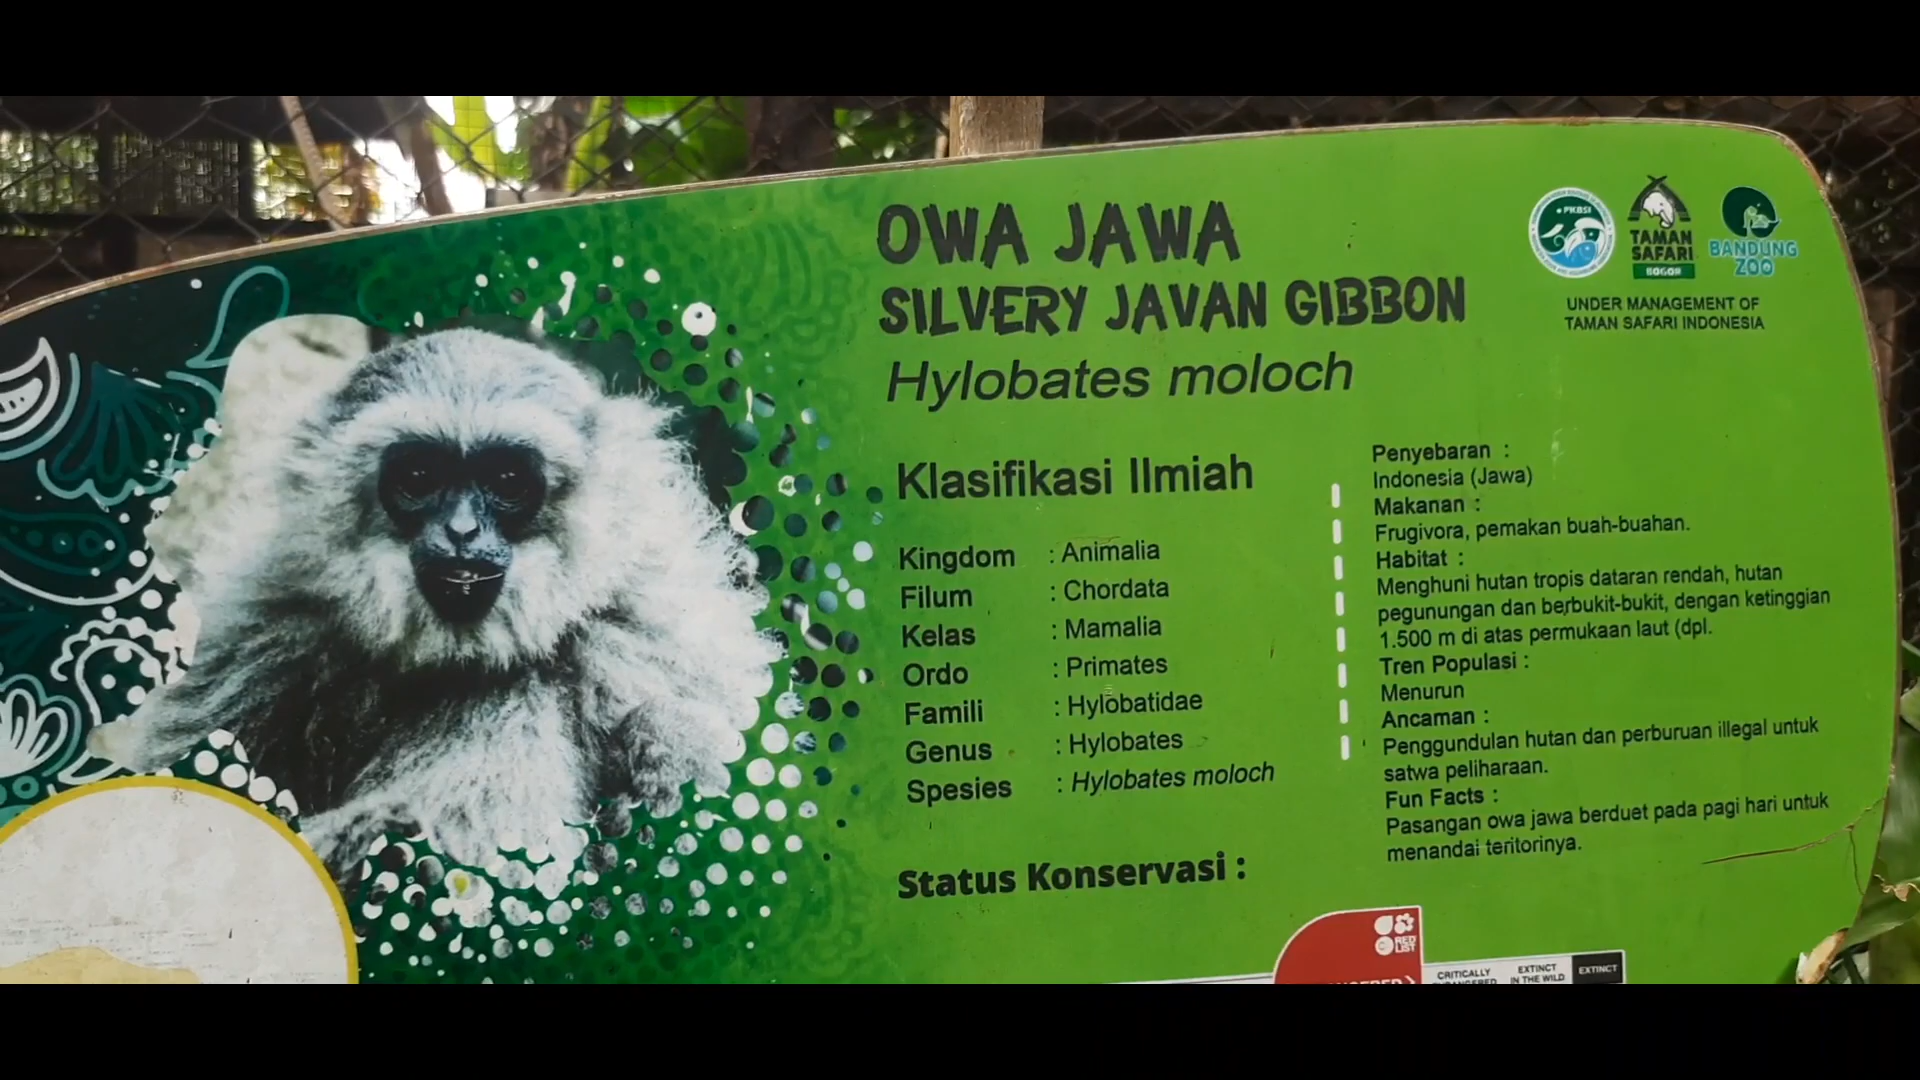 OWA JAWA
SILVERY JAVAN GIBBON
Hylobates moloch
PKBSI
TAMAN
SAFARI
BOGOR
BANDUNG
ZOO
UNDER MANAGEMENT OF
TAMAN SAFARI INDONESIA
Klasifikasi Ilmiah
Kingdom : Animalia
Filum : Chordata
Kelas : Mamalia
Ordo : Primates
Famili : Hylobatidae
Genus : Hylobates
Spesies : Hylobates moloch
Status Konservasi :
Penyebaran :
Indonesia (Jawa)
Makanan :
Frugivora, pemakan buah-buahan.
Habitat :
Menghuni hutan tropis dataran rendah, hutan
pegunungan dan berbukit-bukit, dengan ketinggian
1.500 m di atas permukaan laut (dpl.
Tren Populasi :
Menurun
Ancaman :
Penggundulan hutan dan perburuan illegal untuk
satwa peliharaan.
Fun Facts :
Pasangan owa jawa berduet pada pagi hari untuk
menandai teritorinya.
RED
LIST
CRITICALLY
EXTINCT
IN THE WILD
EXTINCT